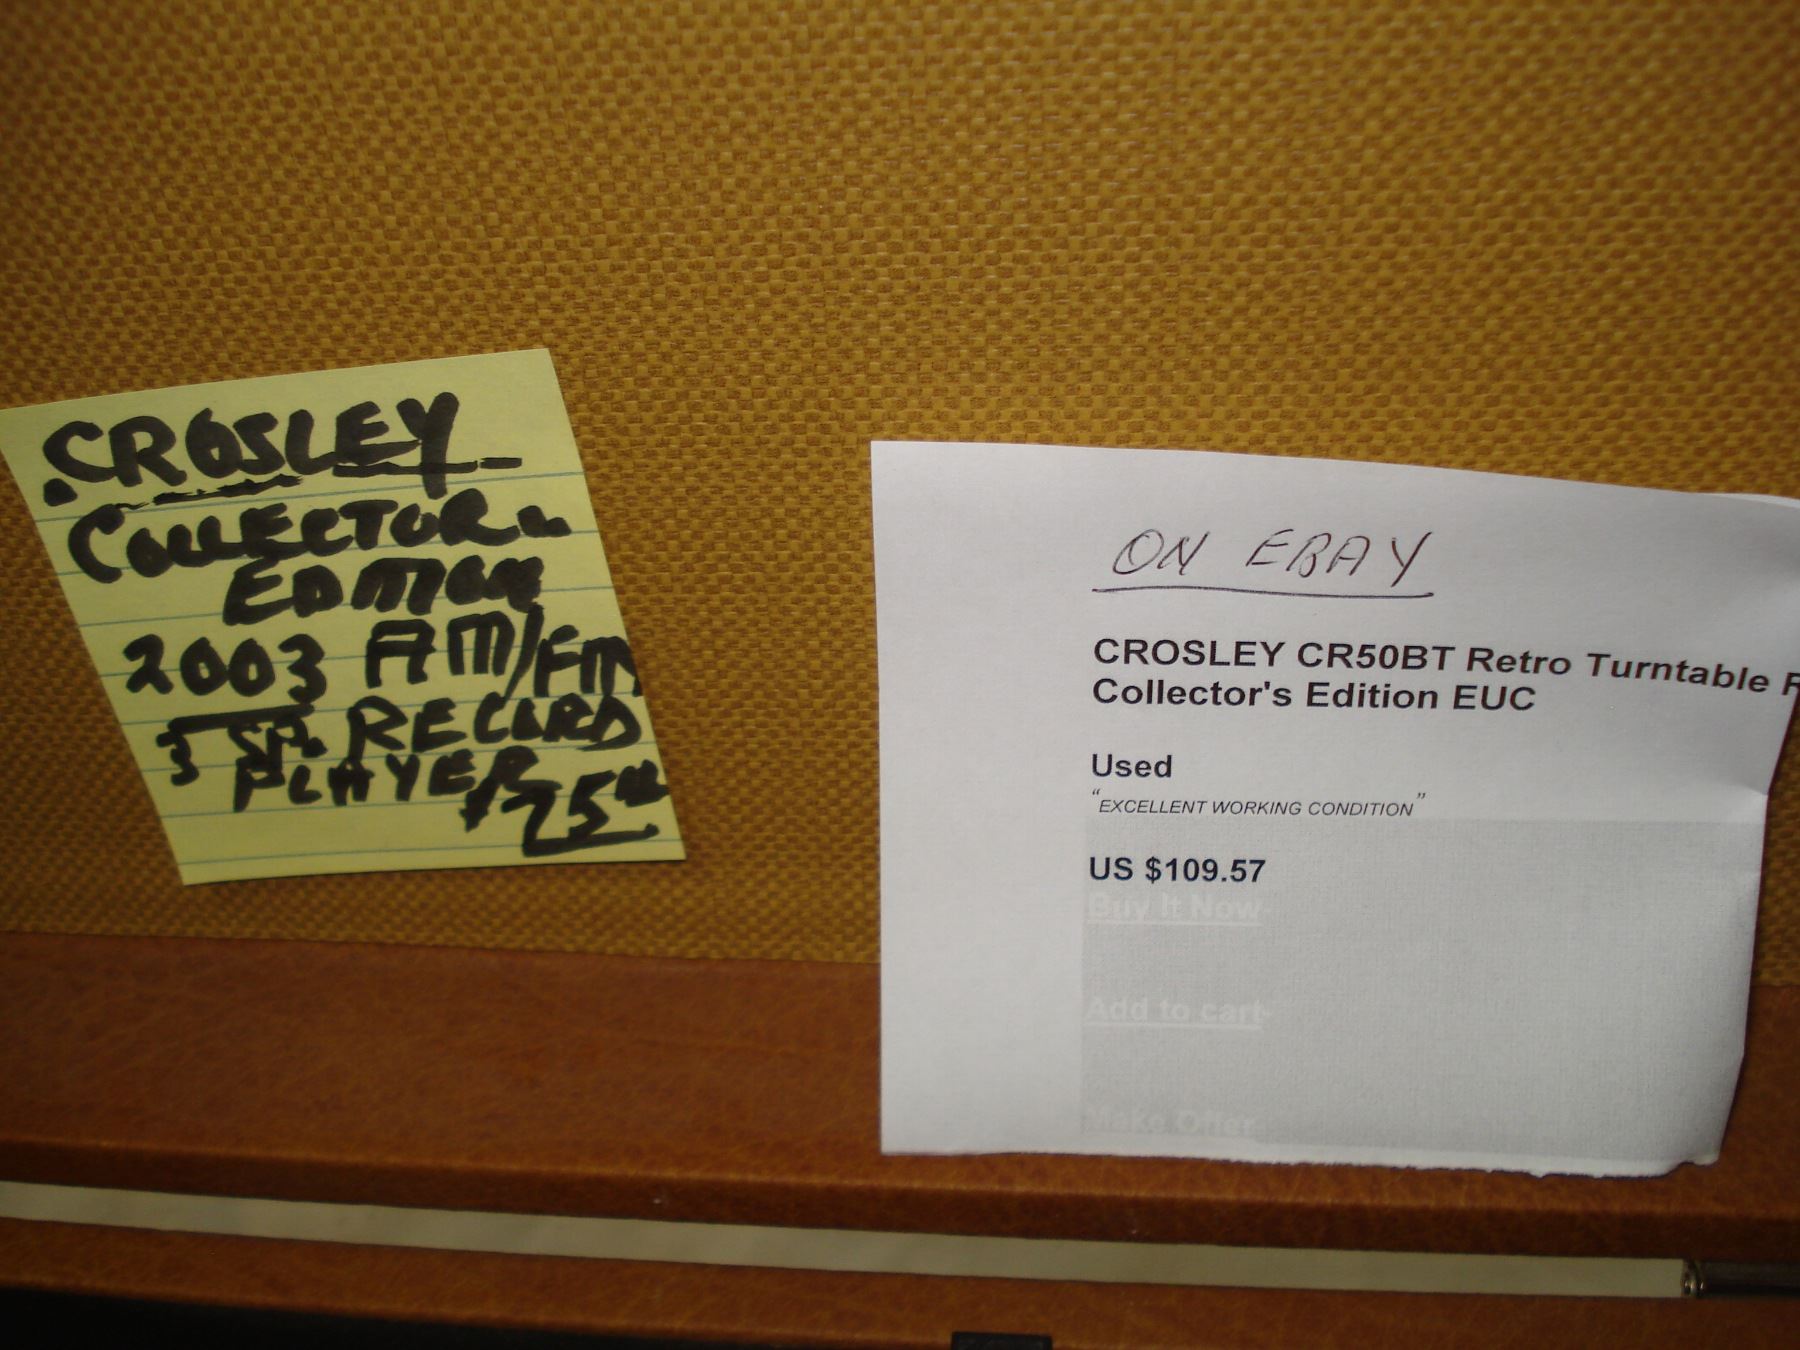 CROSLEY
COLLECTOR
EDITION
2003 AM/FM
3 SP. RECORD
PLAYER
ON EBAY
CROSLEY CR50BT Retro Turntable
Collector's Edition EUC
Used
“EXCELLENT WORKING CONDITION”
US $109.57
Buy It Now
Add to cart
Make Offer